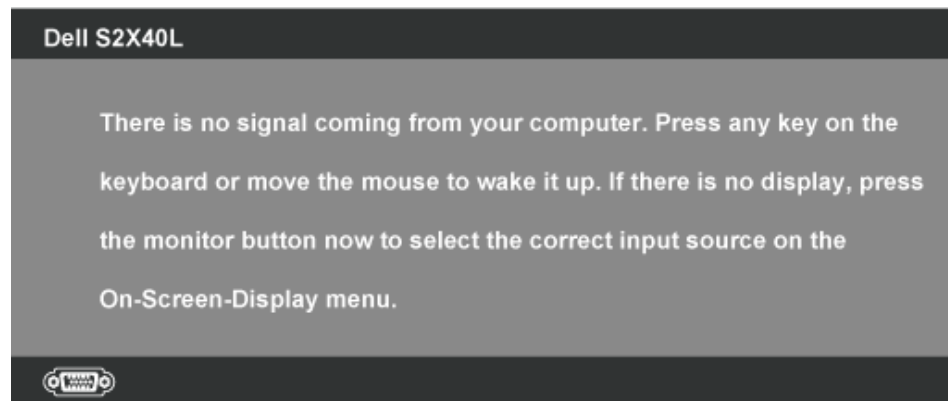 Dell S2X40L
There is no signal coming from your computer. Press any key on the
keyboard or move the mouse to wake it up. If there is no display, press
the monitor button now to select the correct input source on the
On-Screen-Display menu.